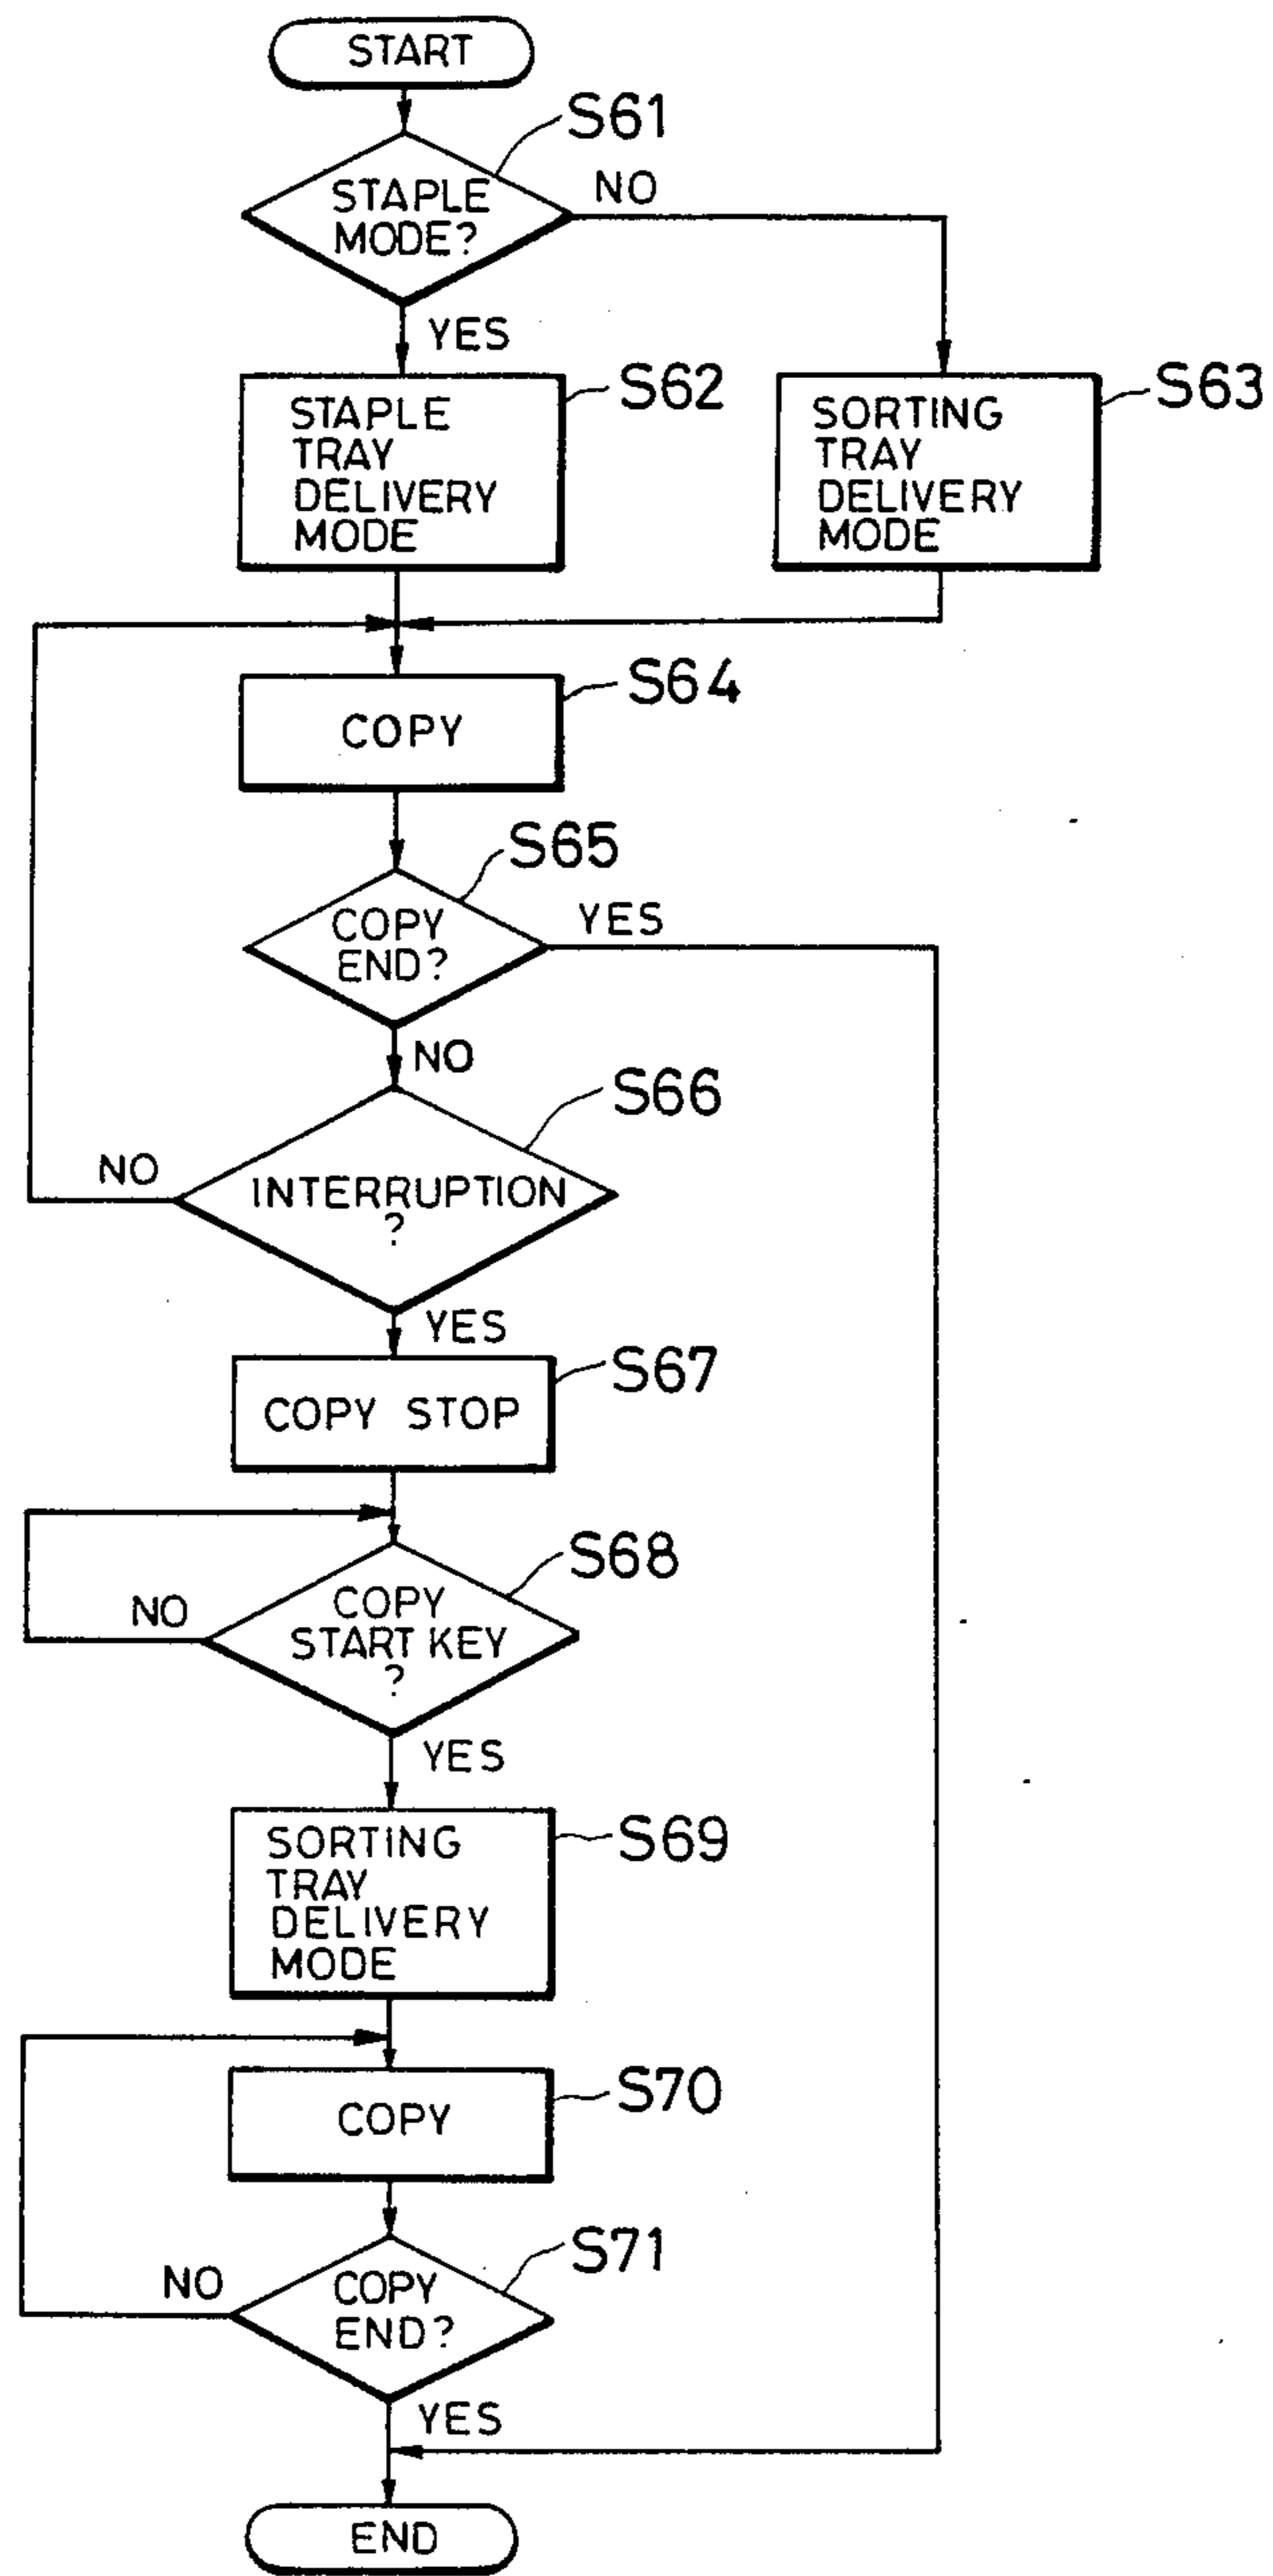 START
S61
STAPLE
MODE?
NO
YES
S62
STAPLE
TRAY
DELIVERY
MODE
S63
SORTING
TRAY
DELIVERY
MODE
S64
COPY
S65
COPY
END?
YES
NO
S66
INTERRUPTION
?
NO
YES
S67
COPY STOP
S68
COPY
START KEY
?
NO
YES
S69
SORTING
TRAY
DELIVERY
MODE
S70
COPY
S71
COPY
END?
NO
YES
END